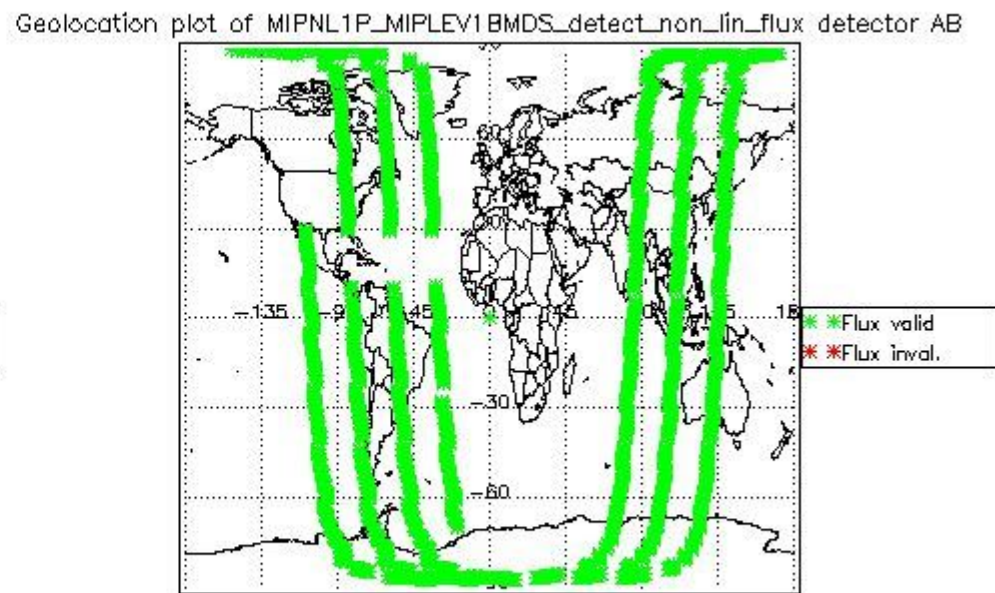 Geolocation plot of MIPNL1P_MIPLEV1BMDS_detect_non_lin_flux detector AB
-135
-45
-30
-60
Flux valid
Flux inval.